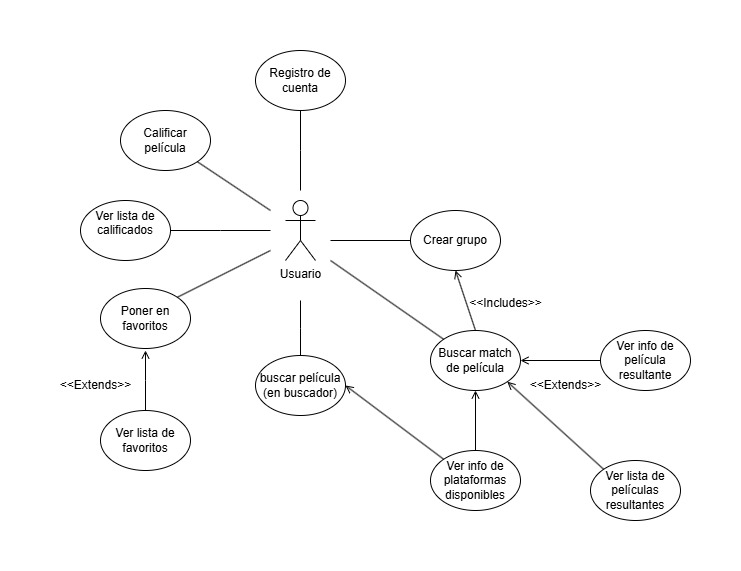 Registro de
cuenta
Calificar
película
Ver lista de
calificados
Crear grupo
Usuario
Poner en
favoritos
<<Includes>>
Buscar match
de película
Ver info de
película
resultante
buscar película
(en buscador)
<<Extends>>
<<Extends>>
Ver lista de
favoritos
Ver info de
plataformas
disponibles
Ver lista de
películas
resultantes